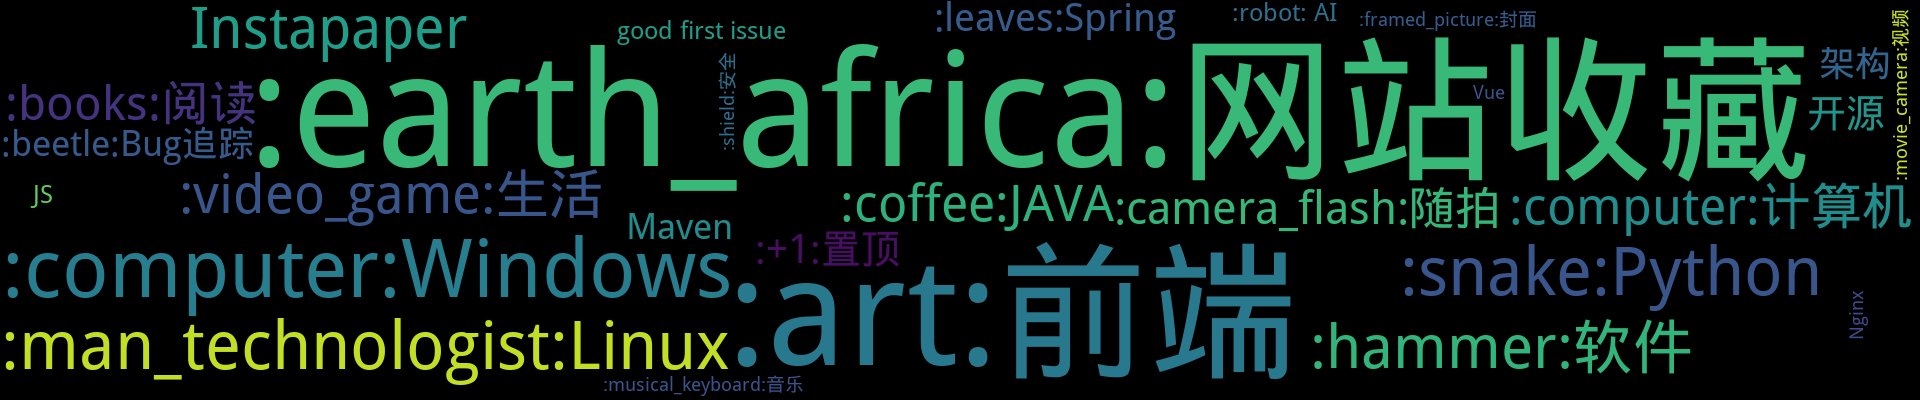 Instapaper
good first issue
:leaves:Spring
:robot: AI
:framed_picture:封面
:movie_camera:视频
:earth_africa:网站收藏
:shield:安全
架构
:books:阅读
Vue
开源
:beetle:Bug追踪
JS
:video_game:生活
Maven
:coffee:JAVA
:camera_flash:随拍
:computer:计算机
:+1:置顶
:computer:Windows
:art:前端
:snake:Python
Nginx
:man_technologist:Linux
:hammer:软件
:musical_keyboard:音乐